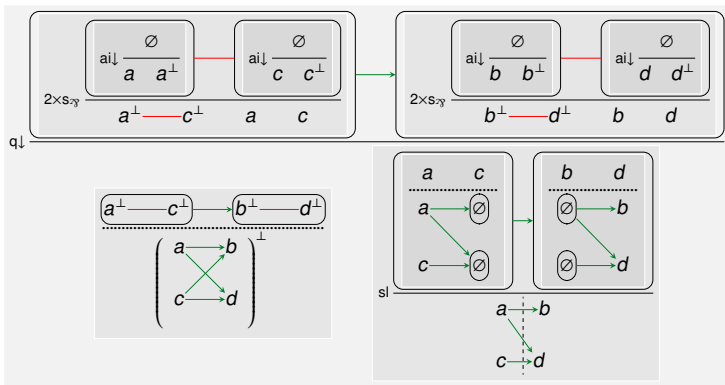 ∅ ∅ ∅ ∅
ai↓ ai↓ ai↓ ai↓
a a⊥ c c⊥ b b⊥ d d⊥
2×s⅋ 2×s⅋
a⊥ c⊥ a c b⊥ d⊥ b d
q↓
a c b d
a⊥ c⊥ b⊥ d⊥ a ∅ ∅ b
( a b )⊥
c ∅ ∅ d
c d
sl
a b
c d